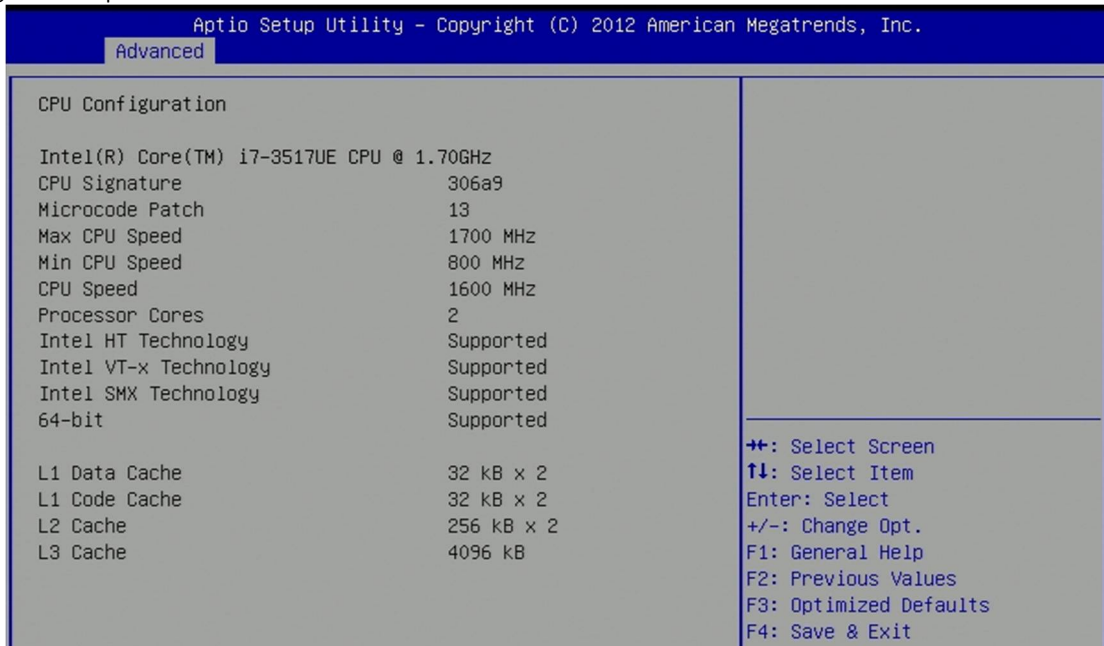 Aptio Setup Utility – Copyright (C) 2012 American Megatrends, Inc.
Advanced
CPU Configuration
Intel(R) Core(TM) i7-3517UE CPU @ 1.70GHz
CPU Signature 306a9
Microcode Patch 13
Max CPU Speed 1700 MHz
Min CPU Speed 800 MHz
CPU Speed 1600 MHz
Processor Cores 2
Intel HT Technology Supported
Intel VT-x Technology Supported
Intel SMX Technology Supported
64-bit Supported
L1 Data Cache 32 kB x 2
L1 Code Cache 32 kB x 2
L2 Cache 256 kB x 2
L3 Cache 4096 kB
→←: Select Screen
↑↓: Select Item
Enter: Select
+/-: Change Opt.
F1: General Help
F2: Previous Values
F3: Optimized Defaults
F4: Save & Exit